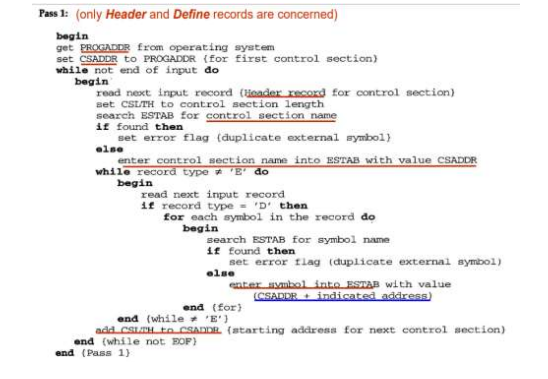 Pass 1: (only Header and Define records are concerned)
begin
get PROGADDR from operating system
set CSADDR to PROGADDR {for first control section}
while not end of input do
begin
read next input record {Header record for control section}
set CSLTH to control section length
search ESTAB for control section name
if found then
set error flag {duplicate external symbol}
else
enter control section name into ESTAB with value CSADDR
while record type ≠ 'E' do
begin
read next input record
if record type = 'D' then
for each symbol in the record do
begin
search ESTAB for symbol name
if found then
set error flag (duplicate external symbol)
else
enter symbol into ESTAB with value
(CSADDR + indicated address)
end {for}
end {while ≠ 'E'}
add CSLTH to CSADDR {starting address for next control section}
end {while not EOF}
end {Pass 1}